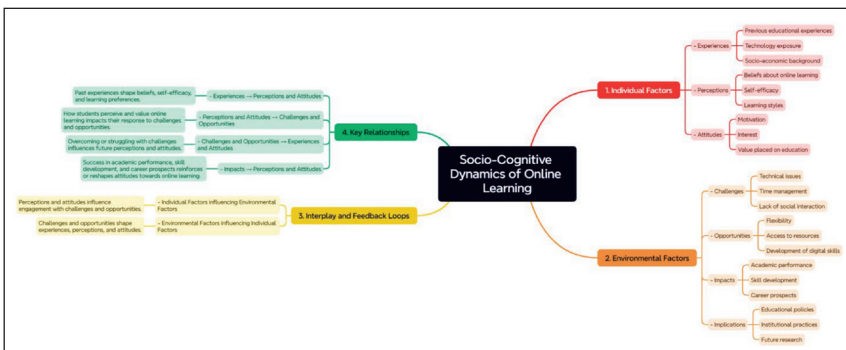 Socio-Cognitive
Dynamics of Online
Learning
1. Individual Factors
- Experiences
Previous educational experiences
Technology exposure
Socio-economic background
- Perceptions
Beliefs about online learning
Self-efficacy
Learning styles
- Attitudes
Motivation
Interest
Value placed on education
2. Environmental Factors
- Challenges
Technical issues
Time management
Lack of social interaction
- Opportunities
Flexibility
Access to resources
Development of digital skills
- Impacts
Academic performance
Skill development
Career prospects
- Implications
Educational policies
Institutional practices
Future research
3. Interplay and Feedback Loops
- Individual Factors influencing Environmental
Factors
Perceptions and attitudes influence
engagement with challenges and opportunities.
- Environmental Factors influencing Individual
Factors
Challenges and opportunities shape
experiences, perceptions, and attitudes.
4. Key Relationships
- Experiences → Perceptions and Attitudes
Past experiences shape beliefs, self-efficacy,
and learning preferences.
- Perceptions and Attitudes → Challenges and
Opportunities
How students perceive and value online
learning impacts their response to challenges
and opportunities.
- Challenges and Opportunities → Experiences
and Attitudes
Overcoming or struggling with challenges
influences future perceptions and attitudes.
- Impacts → Perceptions and Attitudes
Success in academic performance, skill
development, and career prospects reinforces
or reshapes attitudes towards online learning.